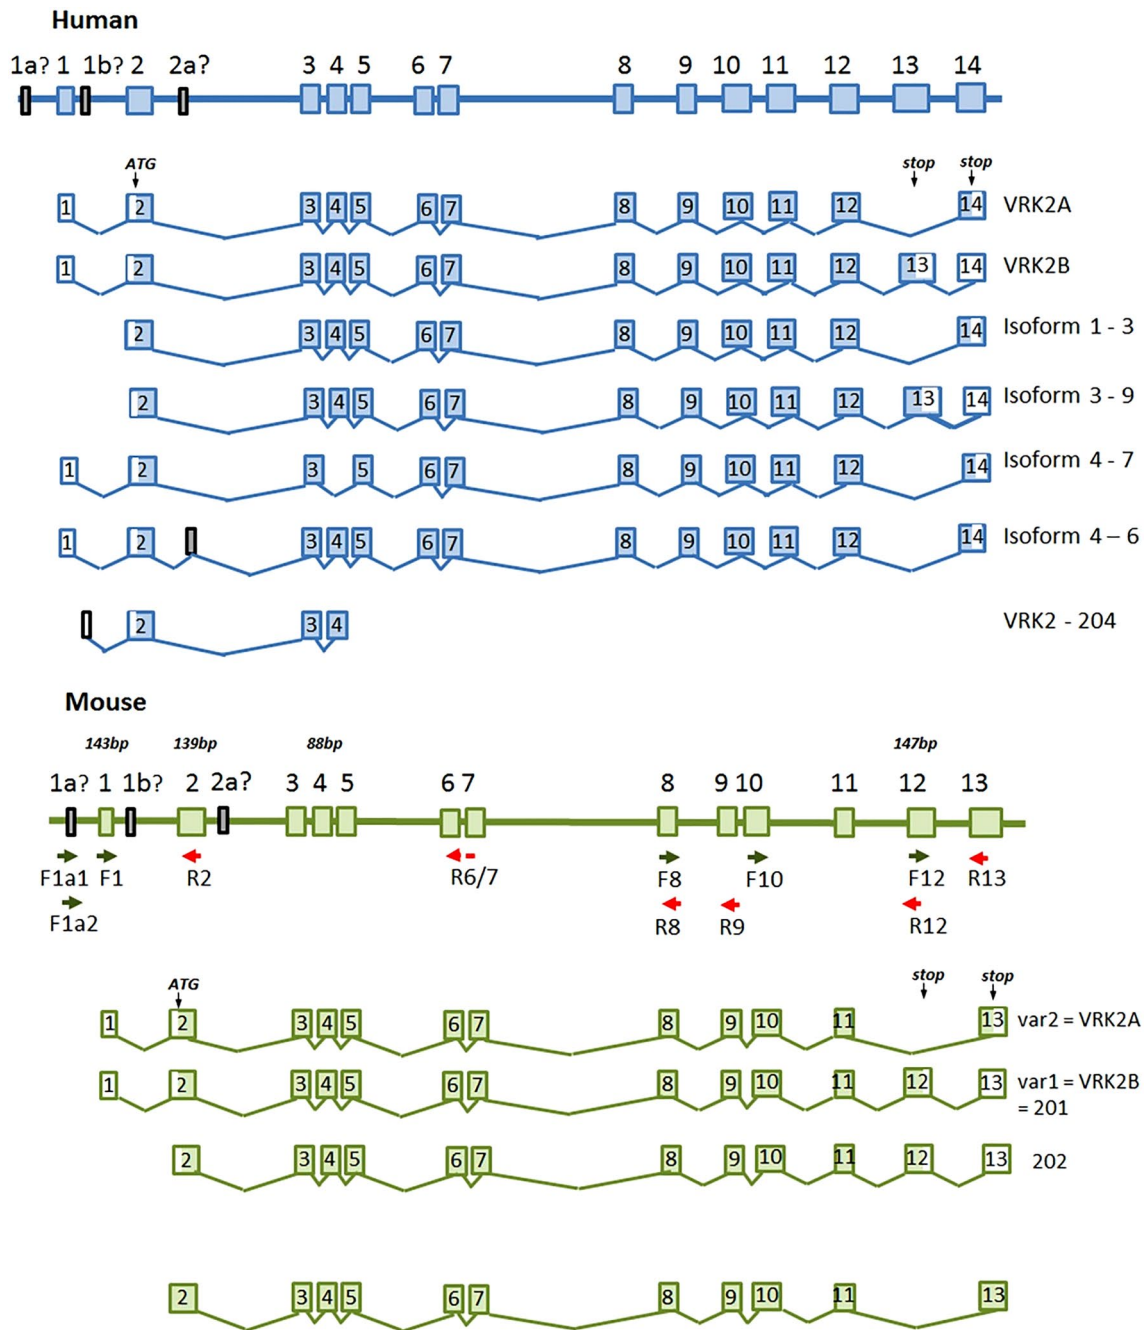 Human
1a? 1 1b? 2 2a? 3 4 5 6 7 8 9 10 11 12 13 14
ATG stop stop
1 2 3 4 5 6 7 8 9 10 11 12 14 VRK2A
1 2 3 4 5 6 7 8 9 10 11 12 13 14 VRK2B
2 3 4 5 6 7 8 9 10 11 12 14 Isoform 1 - 3
2 3 4 5 6 7 8 9 10 11 12 13 14 Isoform 3 - 9
1 2 3 5 6 7 8 9 10 11 12 14 Isoform 4 - 7
1 2 3 4 5 6 7 8 9 10 11 12 14 Isoform 4 – 6
2 3 4 VRK2 - 204
Mouse
143bp 139bp 88bp 147bp
1a? 1 1b? 2 2a? 3 4 5 6 7 8 9 10 11 12 13
F1a1 F1 R2 R6/7 F8 F10 F12 R13
F1a2 R8 R9 R12
ATG stop stop
1 2 3 4 5 6 7 8 9 10 11 13 var2 = VRK2A
1 2 3 4 5 6 7 8 9 10 11 12 13 var1 = VRK2B
= 201
2 3 4 5 6 7 8 9 10 11 12 13 202
2 3 4 5 6 7 8 9 10 11 13